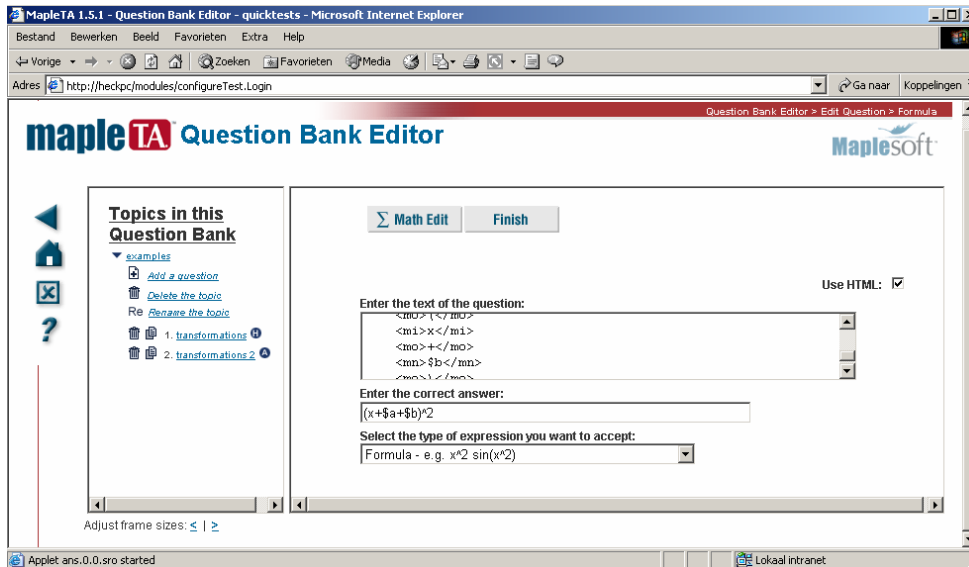 MapleTA 1.5.1 - Question Bank Editor - quicktests - Microsoft Internet Explorer
Bestand Bewerken Beeld Favorieten Extra Help
Vorige Zoeken Favorieten Media
Adres http://heckpc/modules/configureTest.Login Ga naar Koppelingen
Question Bank Editor > Edit Question > Formula
maple TA Question Bank Editor
Maplesoft
Topics in this
Question Bank
examples
Add a question
Delete the topic
Re Rename the topic
1. transformations H
2. transformations 2 A
Σ Math Edit Finish
Use HTML:
Enter the text of the question:
<mo>(</mo>
<mi>x</mi>
<mo>+</mo>
<mn>$b</mn>
<mo>)</mo>
Enter the correct answer:
(x+$a+$b)^2
Select the type of expression you want to accept:
Formula - e.g. x^2 sin(x^2)
Adjust frame sizes: < | >
Applet ans.0.0.sro started Lokaal intranet